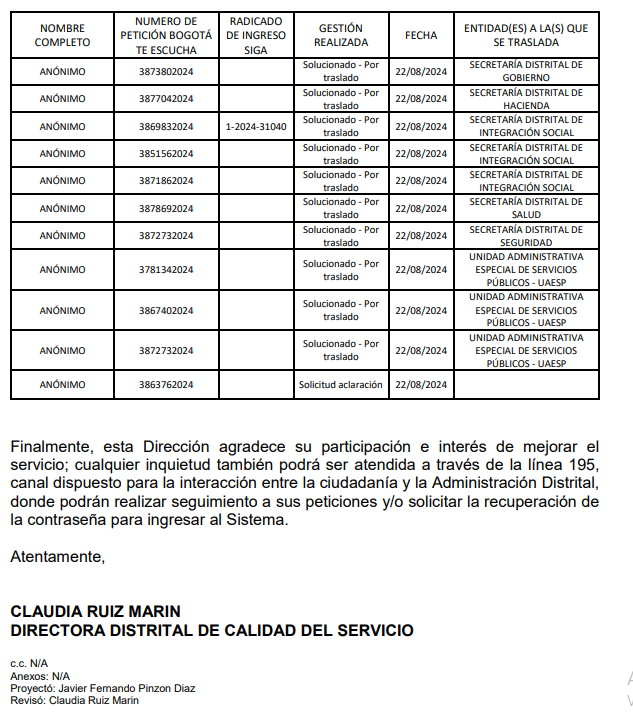 NOMBRE COMPLETO | NUMERO DE PETICIÓN BOGOTÁ TE ESCUCHA | RADICADO DE INGRESO SIGA | GESTIÓN REALIZADA | FECHA | ENTIDAD(ES) A LA(S) QUE SE TRASLADA
ANÓNIMO | 3873802024 | | Solucionado - Por traslado | 22/08/2024 | SECRETARÍA DISTRITAL DE GOBIERNO
ANÓNIMO | 3877042024 | | Solucionado - Por traslado | 22/08/2024 | SECRETARÍA DISTRITAL DE HACIENDA
ANÓNIMO | 3869832024 | 1-2024-31040 | Solucionado - Por traslado | 22/08/2024 | SECRETARÍA DISTRITAL DE INTEGRACIÓN SOCIAL
ANÓNIMO | 3851562024 | | Solucionado - Por traslado | 22/08/2024 | SECRETARÍA DISTRITAL DE INTEGRACIÓN SOCIAL
ANÓNIMO | 3871862024 | | Solucionado - Por traslado | 22/08/2024 | SECRETARÍA DISTRITAL DE INTEGRACIÓN SOCIAL
ANÓNIMO | 3878692024 | | Solucionado - Por traslado | 22/08/2024 | SECRETARÍA DISTRITAL DE SALUD
ANÓNIMO | 3872732024 | | Solucionado - Por traslado | 22/08/2024 | SECRETARÍA DISTRITAL DE SEGURIDAD
ANÓNIMO | 3781342024 | | Solucionado - Por traslado | 22/08/2024 | UNIDAD ADMINISTRATIVA ESPECIAL DE SERVICIOS PÚBLICOS - UAESP
ANÓNIMO | 3867402024 | | Solucionado - Por traslado | 22/08/2024 | UNIDAD ADMINISTRATIVA ESPECIAL DE SERVICIOS PÚBLICOS - UAESP
ANÓNIMO | 3872732024 | | Solucionado - Por traslado | 22/08/2024 | UNIDAD ADMINISTRATIVA ESPECIAL DE SERVICIOS PÚBLICOS - UAESP
ANÓNIMO | 3863762024 | | Solicitud aclaración | 22/08/2024 |
Finalmente, esta Dirección agradece su participación e interés de mejorar el
servicio; cualquier inquietud también podrá ser atendida a través de la línea 195,
canal dispuesto para la interacción entre la ciudadanía y la Administración Distrital,
donde podrán realizar seguimiento a sus peticiones y/o solicitar la recuperación de
la contraseña para ingresar al Sistema.
Atentamente,
CLAUDIA RUIZ MARIN
DIRECTORA DISTRITAL DE CALIDAD DEL SERVICIO
c.c. N/A
Anexos: N/A
Proyectó: Javier Fernando Pinzon Diaz
Revisó: Claudia Ruiz Marin